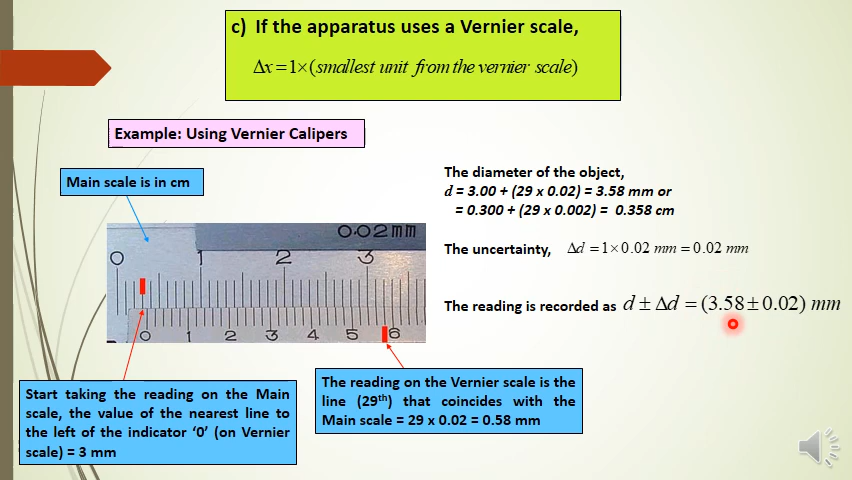 c) If the apparatus uses a Vernier scale,
Δx = 1×(smallest unit from the vernier scale)
Example: Using Vernier Calipers
Main scale is in cm
The diameter of the object,
d = 3.00 + (29 x 0.02) = 3.58 mm or
= 0.300 + (29 x 0.002) = 0.358 cm
0.02mm
0 1 2 3
0 1 2 3 4 5 6
The uncertainty, Δd = 1×0.02 mm = 0.02 mm
The reading is recorded as d ± Δd = (3.58 ± 0.02) mm
Start taking the reading on the Main
scale, the value of the nearest line to
the left of the indicator ‘0’ (on Vernier
scale) = 3 mm
The reading on the Vernier scale is the
line (29th) that coincides with the
Main scale = 29 x 0.02 = 0.58 mm